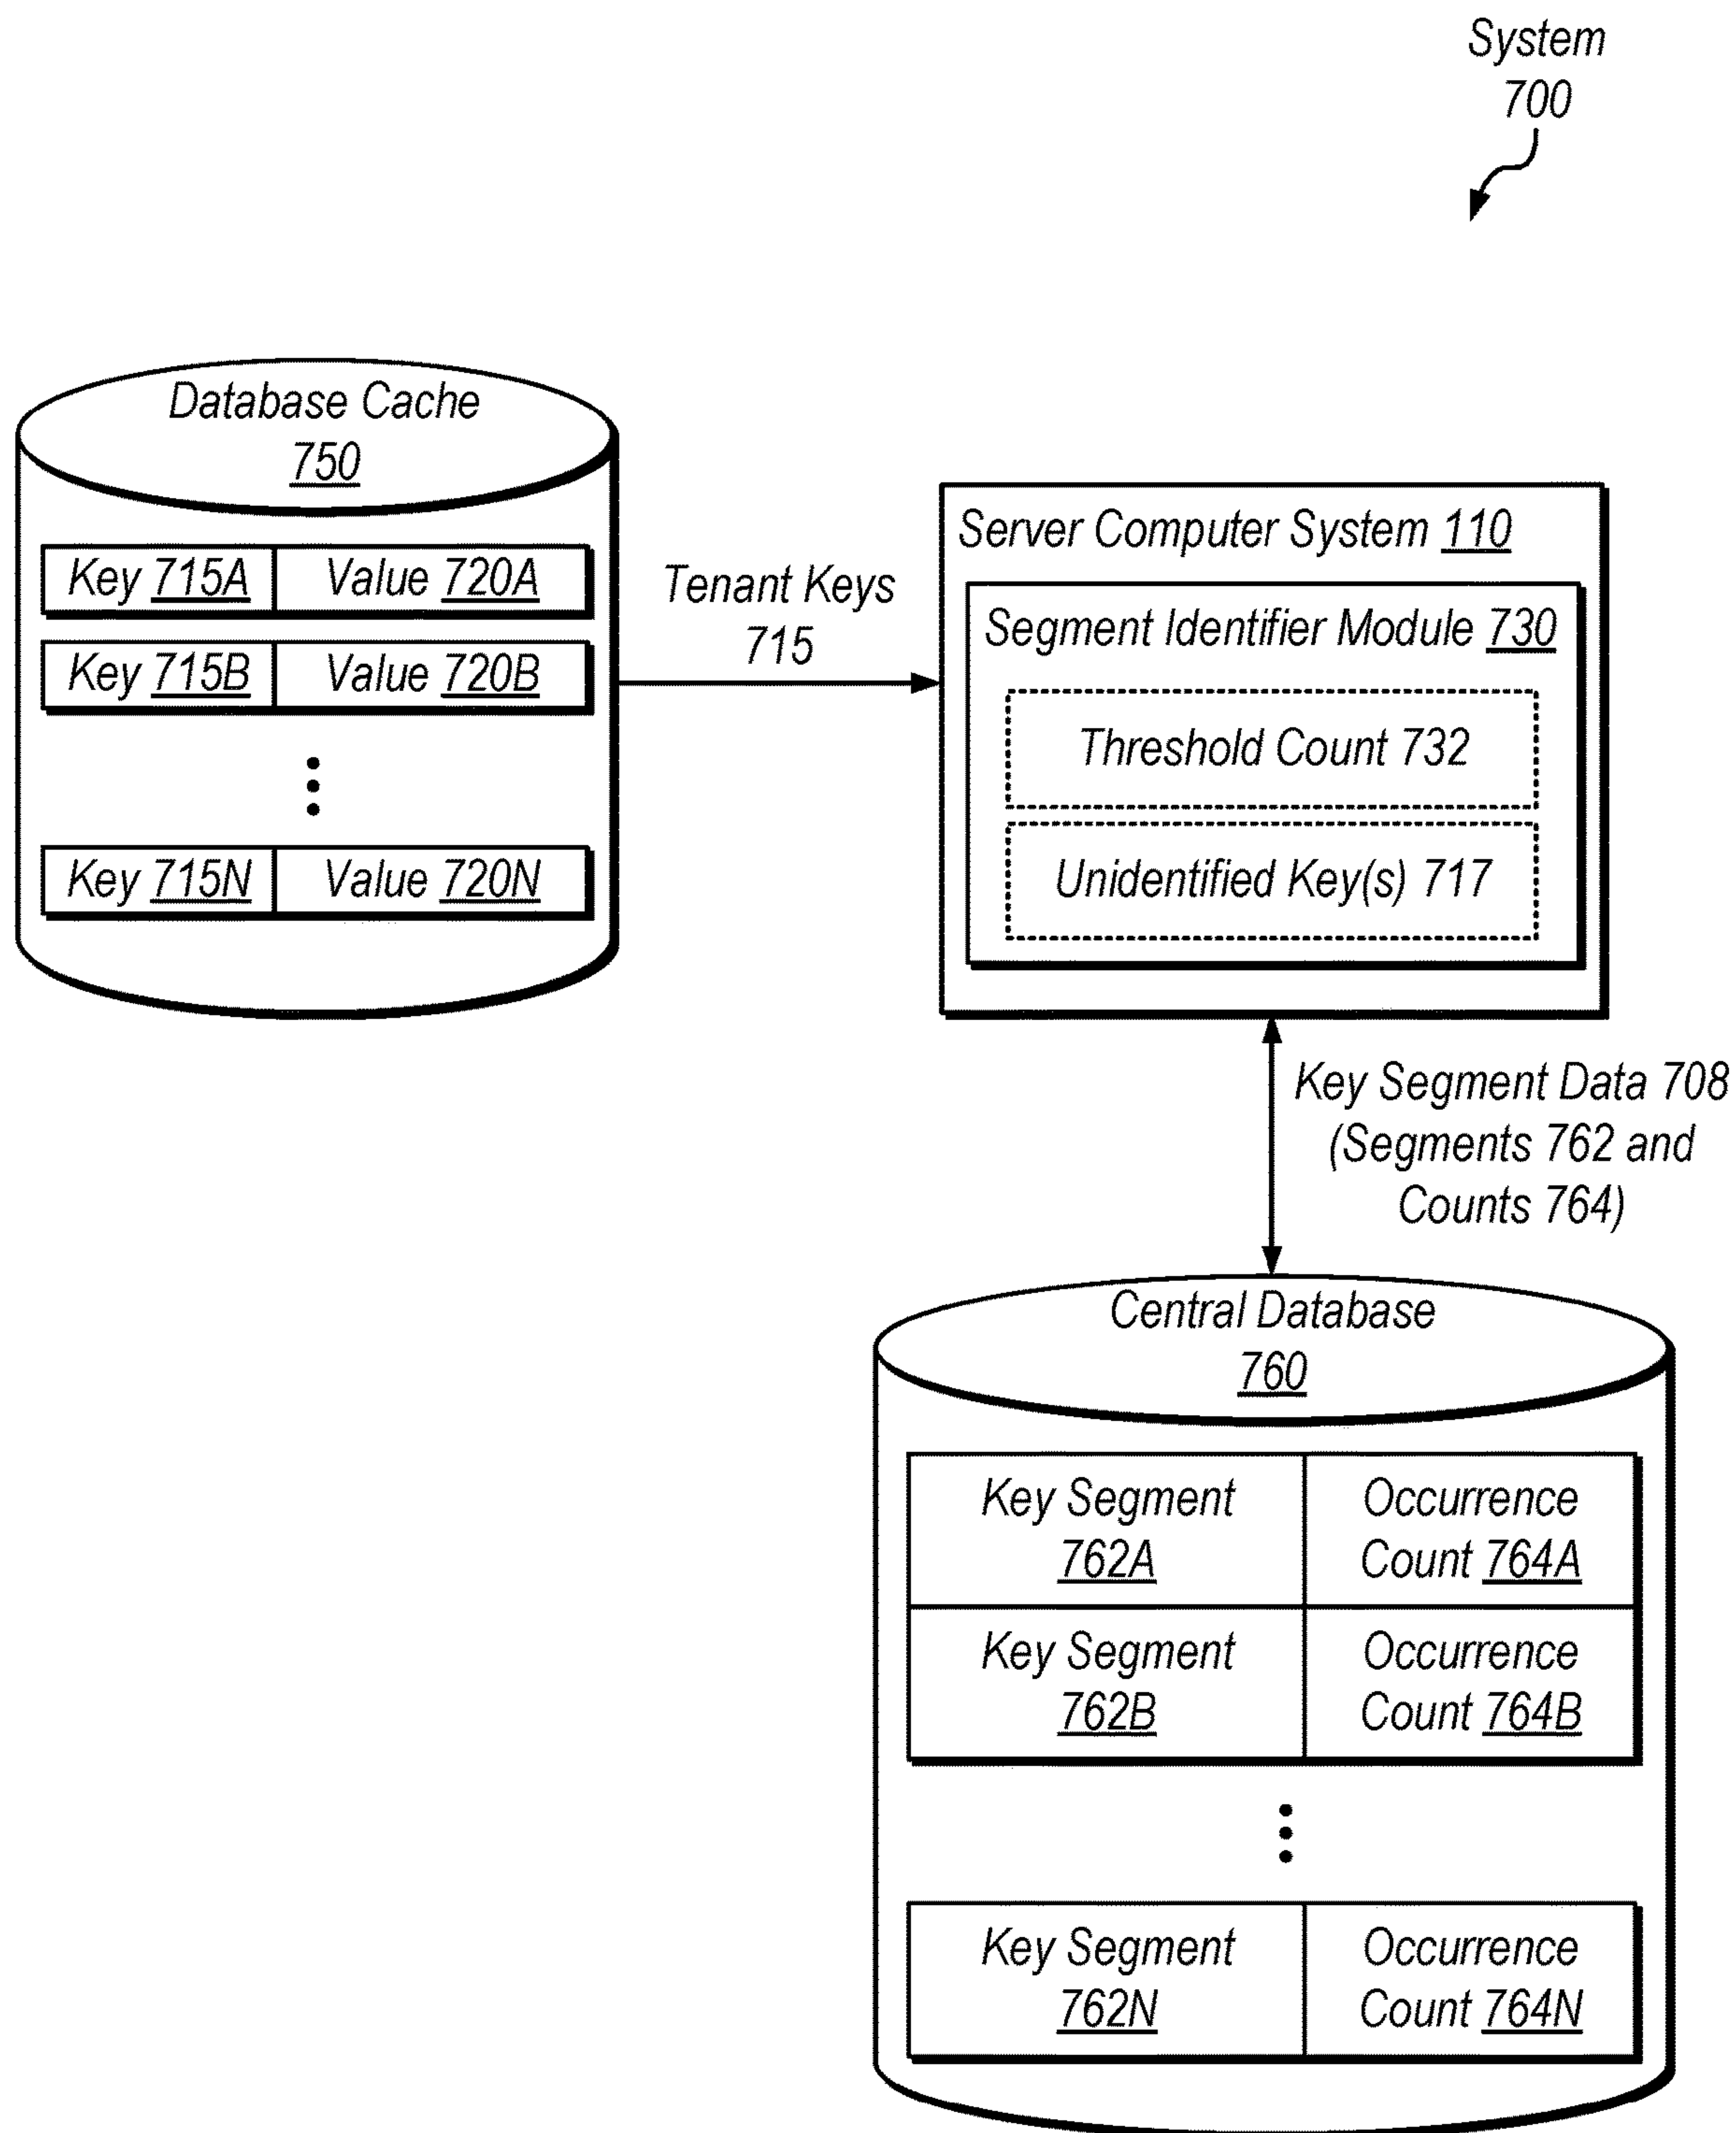 System
700
Database Cache
750
Key 715A Value 720A
Key 715B Value 720B
Key 715N Value 720N
Tenant Keys
715
Server Computer System 110
Segment Identifier Module 730
Threshold Count 732
Unidentified Key(s) 717
Key Segment Data 708
(Segments 762 and
Counts 764)
Central Database
760
Key Segment
762A
Occurrence
Count 764A
Key Segment
762B
Occurrence
Count 764B
Key Segment
762N
Occurrence
Count 764N